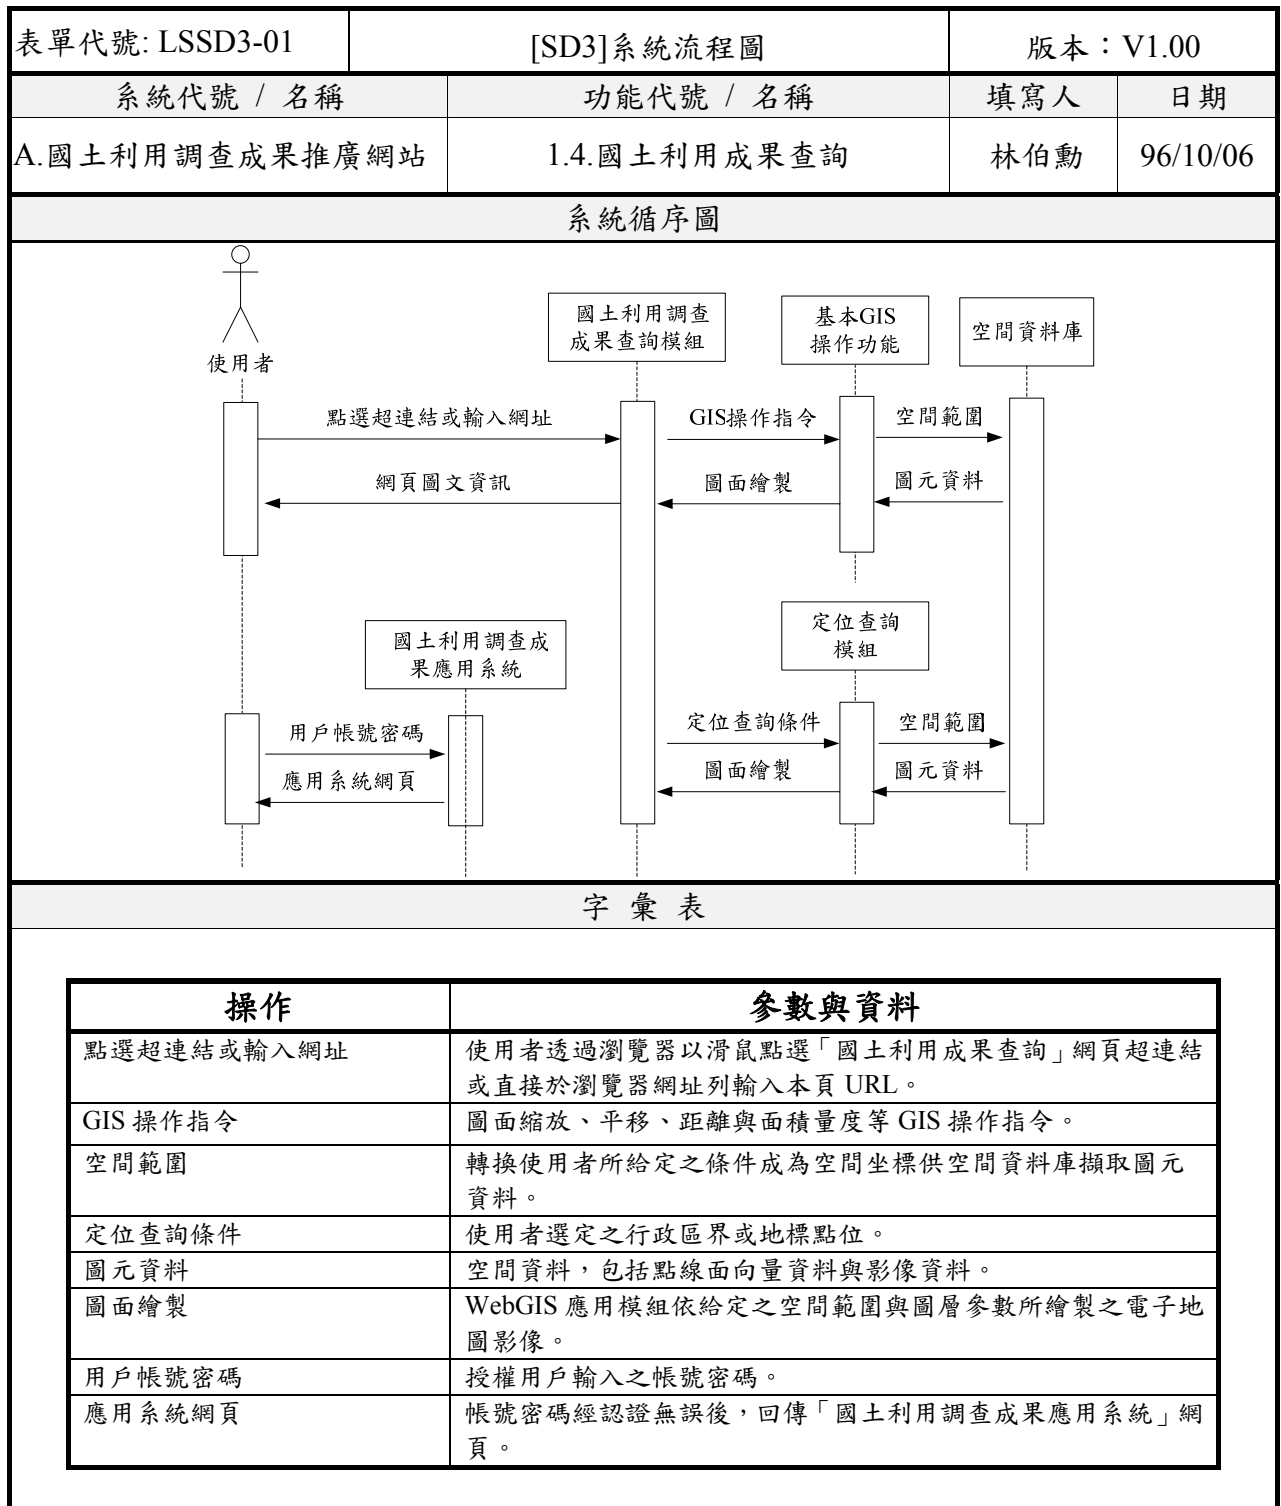 表單代號: LSSD3-01
[SD3]系統流程圖
版本：V1.00
系統代號 / 名稱
功能代號 / 名稱
填寫人
日期
A.國土利用調查成果推廣網站
1.4.國土利用成果查詢
林伯勳
96/10/06
系統循序圖
使用者
國土利用調查
成果查詢模組
基本GIS
操作功能
空間資料庫
點選超連結或輸入網址
GIS操作指令
空間範圍
網頁圖文資訊
圖面繪製
圖元資料
國土利用調查成
果應用系統
定位查詢
模組
用戶帳號密碼
定位查詢條件
空間範圍
應用系統網頁
圖面繪製
圖元資料
字 彙 表
操作
參數與資料
點選超連結或輸入網址
使用者透過瀏覽器以滑鼠點選「國土利用成果查詢」網頁超連結
或直接於瀏覽器網址列輸入本頁 URL。
GIS 操作指令
圖面縮放、平移、距離與面積量度等 GIS 操作指令。
空間範圍
轉換使用者所給定之條件成為空間坐標供空間資料庫擷取圖元
資料。
定位查詢條件
使用者選定之行政區界或地標點位。
圖元資料
空間資料，包括點線面向量資料與影像資料。
圖面繪製
WebGIS 應用模組依給定之空間範圍與圖層參數所繪製之電子地
圖影像。
用戶帳號密碼
授權用戶輸入之帳號密碼。
應用系統網頁
帳號密碼經認證無誤後，回傳「國土利用調查成果應用系統」網
頁。